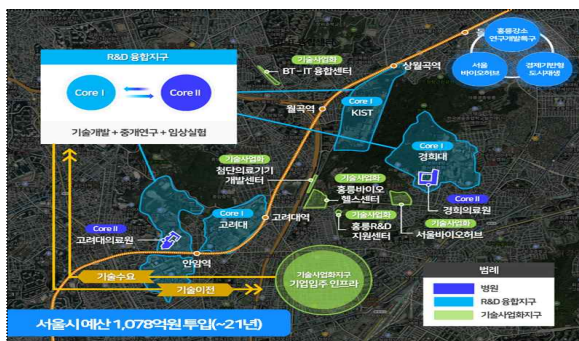 R&D 융합지구
Core I
Core II
기술개발 + 중개연구 + 임상실험
기술사업화
BT-IT 융합센터
상월곡역
홍릉강소
연구개발특구
서울
바이오허브
경제기반형
도시재생
월곡역
Core I
KIST
Core I
경희대
기술사업화
첨단의료기기
개발센터
기술사업화
홍릉바이오
헬스센터
Core II
경희의료원
Core I
고려대
고려대역
기술사업화
홍릉R&D
지원센터
기술사업화
서울바이오허브
Core II
고려대의료원
안암역
기술수요
기술이전
기술사업화지구
기업입주 인프라
범례
병원
R&D 융합지구
기술사업화지구
서울시 예산 1,078억원 투입(~21년)